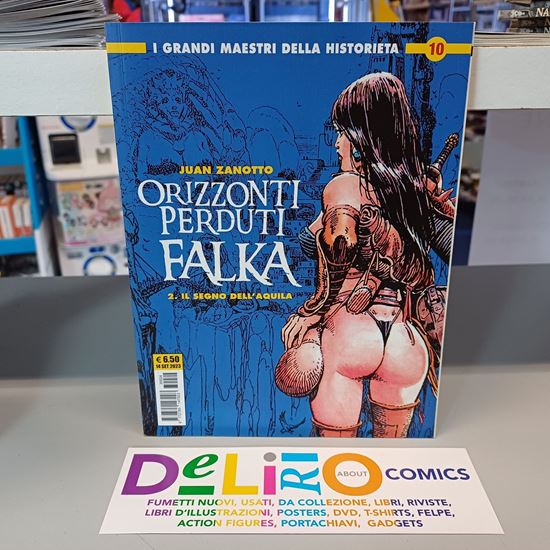 I GRANDI MAESTRI DELLA HISTORIETA 10
JUAN ZANOTTO
ORIZZONTI
PERDUTI
FALKA
2. IL SEGNO DELL'AQUILA
€ 6.50
14 SET 2023
DeLiRiO ABOUT COMICS
FUMETTI NUOVI, USATI, DA COLLEZIONE, LIBRI, RIVISTE,
LIBRI D'ILLUSTRAZIONI, POSTERS, DVD, T-SHIRTS, FELPE,
ACTION FIGURES, PORTACHIAVI, GADGETS